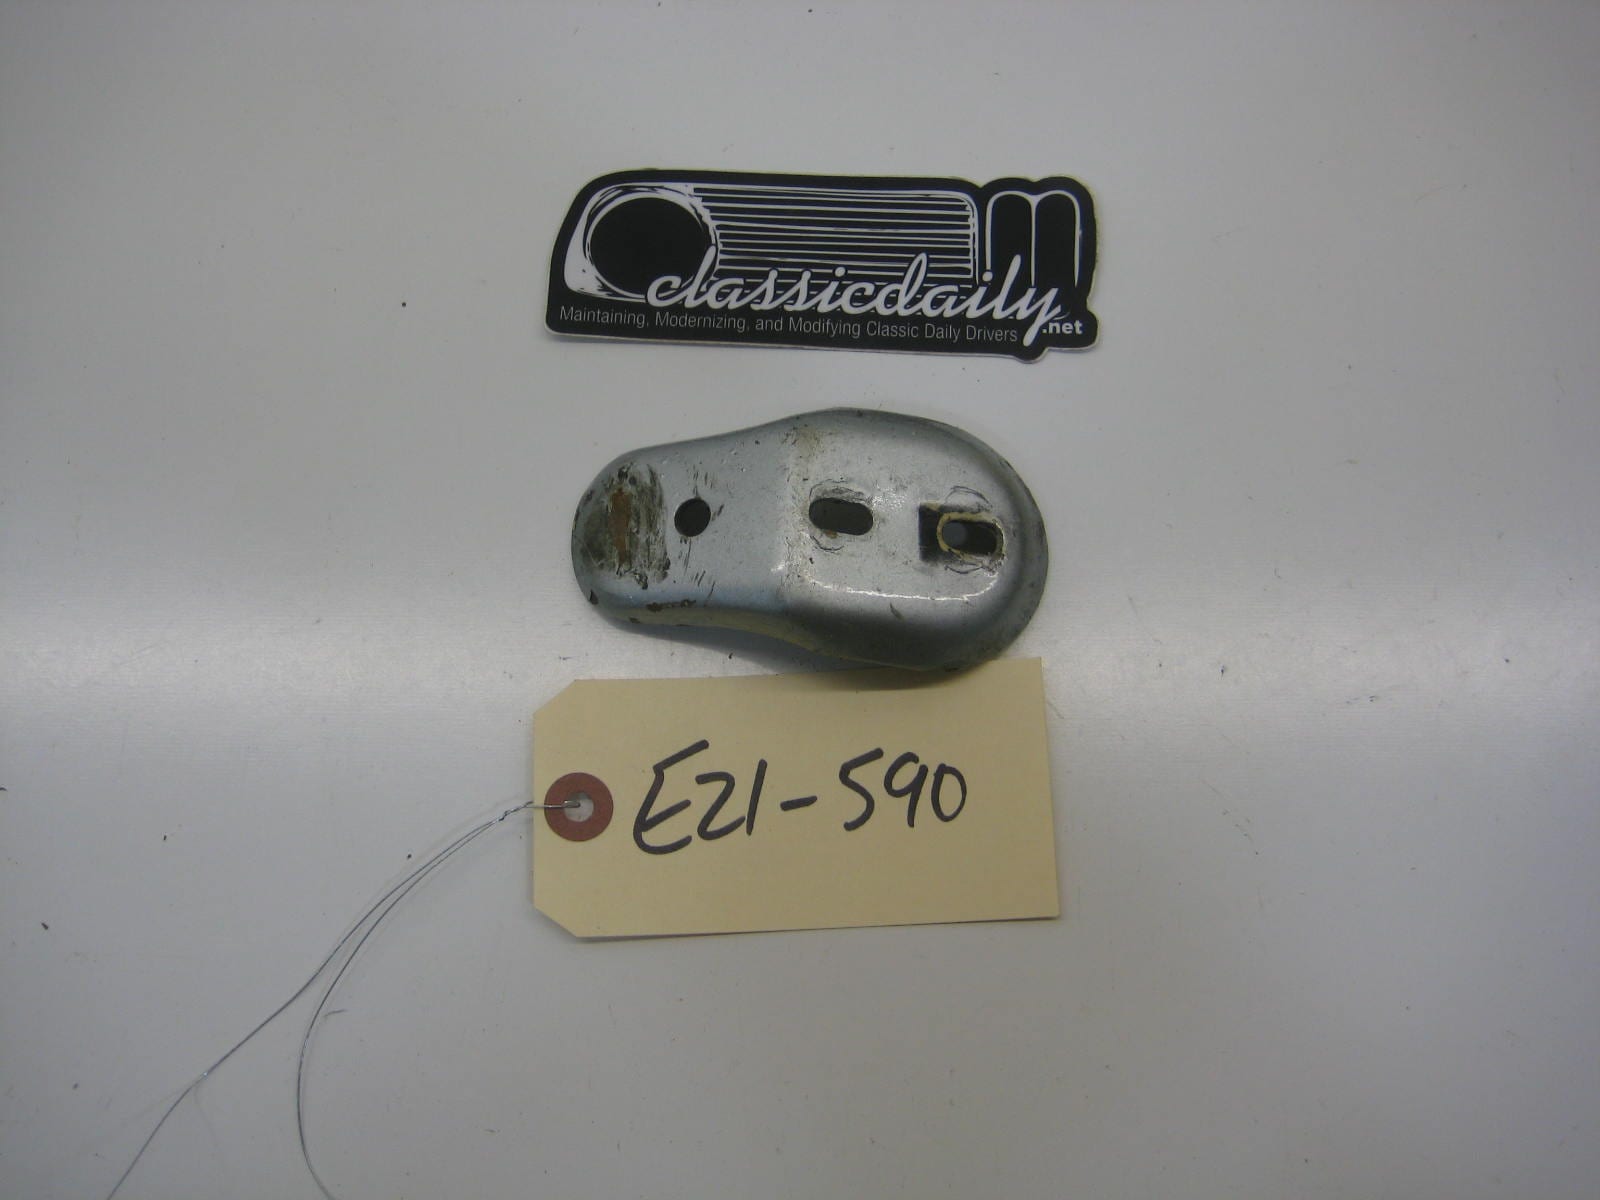 classicdaily
.net
Maintaining, Modernizing, and Modifying Classic Daily Drivers
E21-590